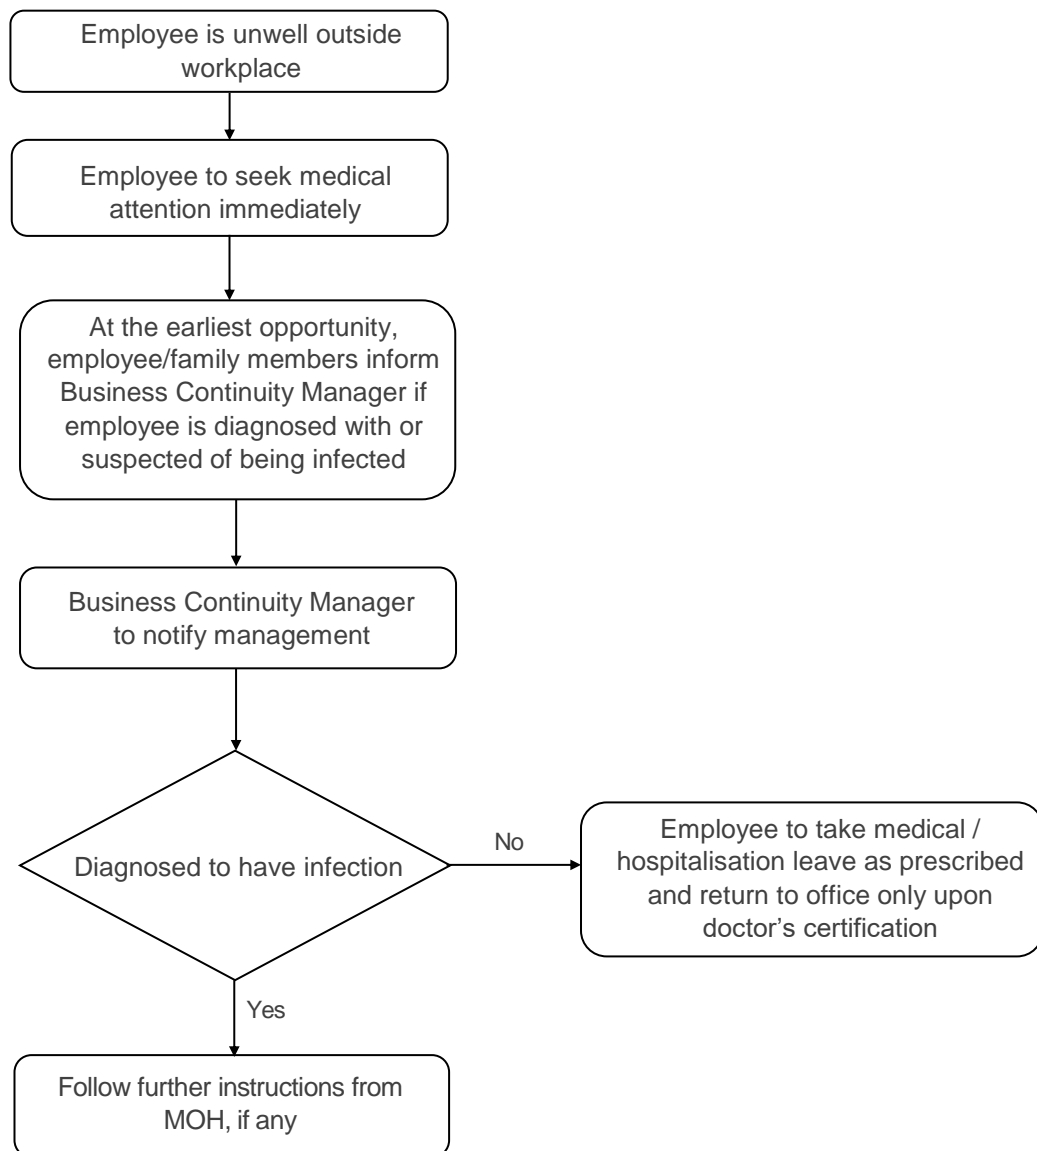 Employee is unwell outside
workplace
Employee to seek medical
attention immediately
At the earliest opportunity,
employee/family members inform
Business Continuity Manager if
employee is diagnosed with or
suspected of being infected
Business Continuity Manager
to notify management
Diagnosed to have infection
No
Employee to take medical /
hospitalisation leave as prescribed
and return to office only upon
doctor’s certification
Yes
Follow further instructions from
MOH, if any